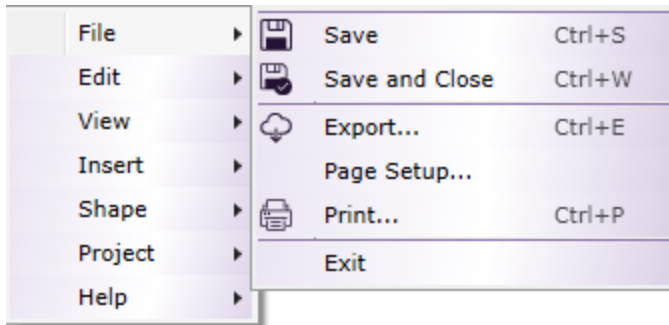 File
Edit
View
Insert
Shape
Project
Help
Save Ctrl+S
Save and Close Ctrl+W
Export... Ctrl+E
Page Setup...
Print... Ctrl+P
Exit